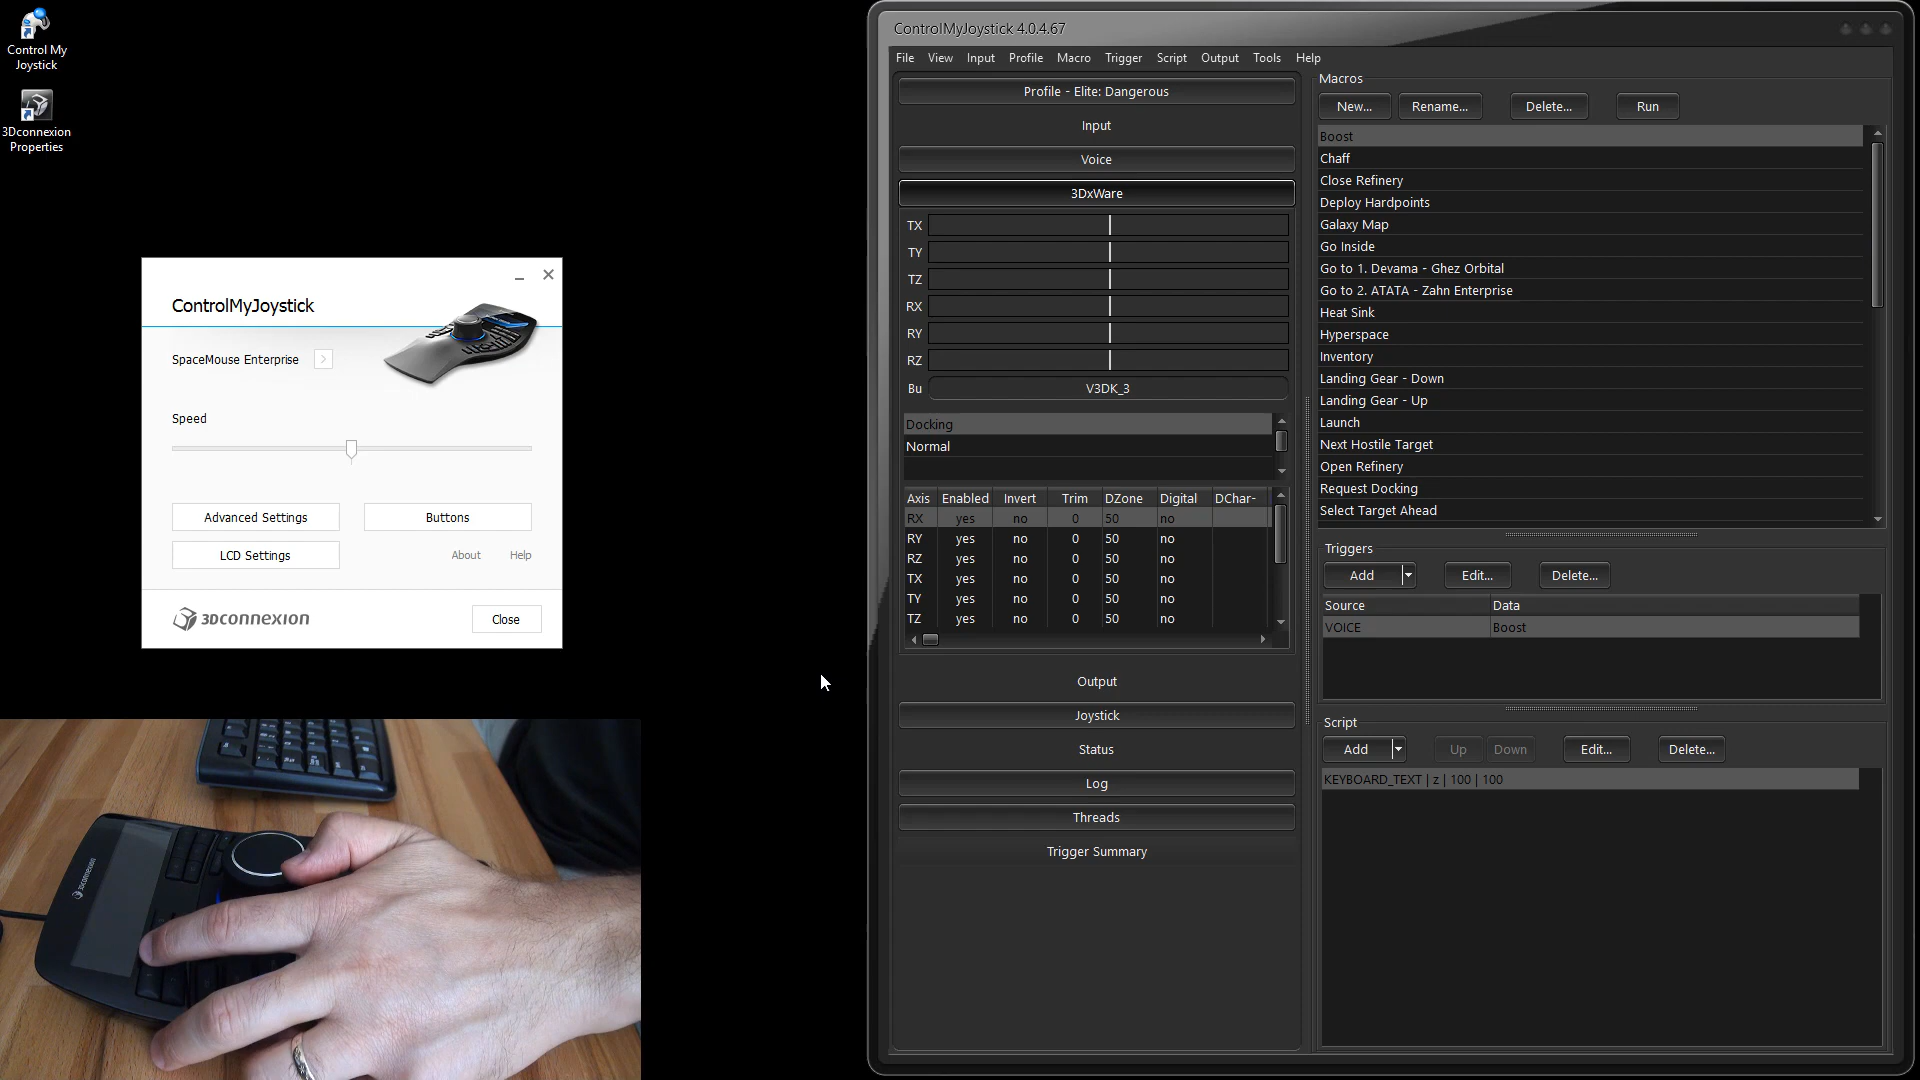 Control My
Joystick
3Dconnexion
Properties
ControlMyJoystick
SpaceMouse Enterprise
Speed
Advanced Settings
Buttons
LCD Settings
About
Help
3DCONNEXION
Close
3Dconnexion
ControlMyJoystick 4.0.4.67
File View Input Profile Macro Trigger Script Output Tools Help
Profile - Elite: Dangerous
Input
Voice
3DxWare
TX
TY
TZ
RX
RY
RZ
Bu V3DK_3
Docking
Normal
Axis Enabled Invert Trim DZone Digital DChar-
RX yes no 0 50 no
RY yes no 0 50 no
RZ yes no 0 50 no
TX yes no 0 50 no
TY yes no 0 50 no
TZ yes no 0 50 no
Output
Joystick
Status
Log
Threads
Trigger Summary
Macros
New... Rename... Delete... Run
Boost
Chaff
Close Refinery
Deploy Hardpoints
Galaxy Map
Go Inside
Go to 1. Devama - Ghez Orbital
Go to 2. ATATA - Zahn Enterprise
Heat Sink
Hyperspace
Inventory
Landing Gear - Down
Landing Gear - Up
Launch
Next Hostile Target
Open Refinery
Request Docking
Select Target Ahead
Triggers
Add Edit... Delete...
Source Data
VOICE Boost
Script
Add Up Down Edit... Delete...
KEYBOARD_TEXT | z | 100 | 100